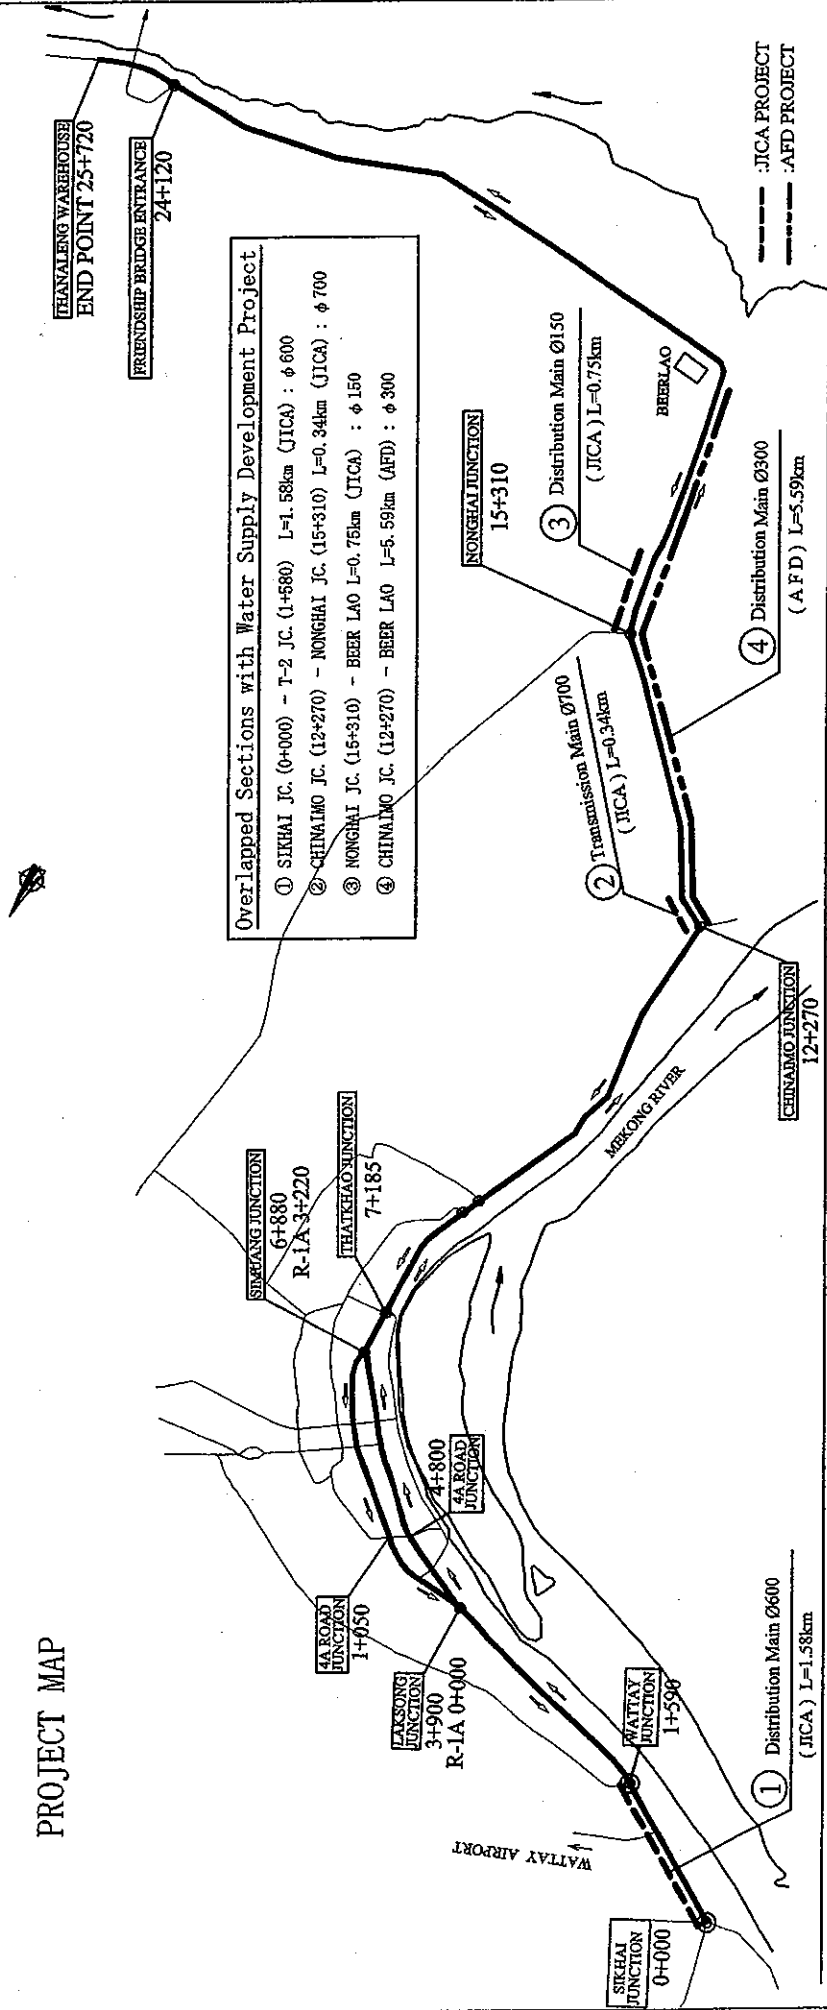 PROJECT MAP
THANALENG WAREHOUSE
END POINT 25+720
FRIENDSHIP BRIDGE ENTRANCE
24+120
Overlapped Sections with Water Supply Development Project
① SIKHAI JC. (0+000) - T-2 JC. (1+580) L=1.58km (JICA) : φ600
② CHINAIMO JC. (12+270) - NONGHAI JC. (15+310) L=0.34km (JICA) : φ700
③ NONGHAI JC. (15+310) - BEER LAO L=0.75km (JICA) : φ150
④ CHINAIMO JC. (12+270) - BEER LAO L=5.59km (AFD) : φ300
SIMUANG JUNCTION
6+880
R-1A 3+220
THATKHAO JUNCTION
7+185
NONGHAI JUNCTION
15+310
③ Distribution Main Ø150
( JICA ) L=0.75km
BEERLAO
:JICA PROJECT
:AFD PROJECT
④ Distribution Main Ø300
( AFD ) L=5.59km
② Transmission Main Ø700
( JICA ) L=0.34km
CHINAIMO JUNCTION
12+270
MEKONG RIVER
4A ROAD
JUNCTION
1+050
4+800
4A ROAD
JUNCTION
LAKSONG
JUNCTION
3+900
R-1A 0+000
WATTAY
JUNCTION
1+590
WATTAY AIRPORT
SIKHAI
JUNCTION
0+000
① Distribution Main Ø600
( JICA ) L=1.58km